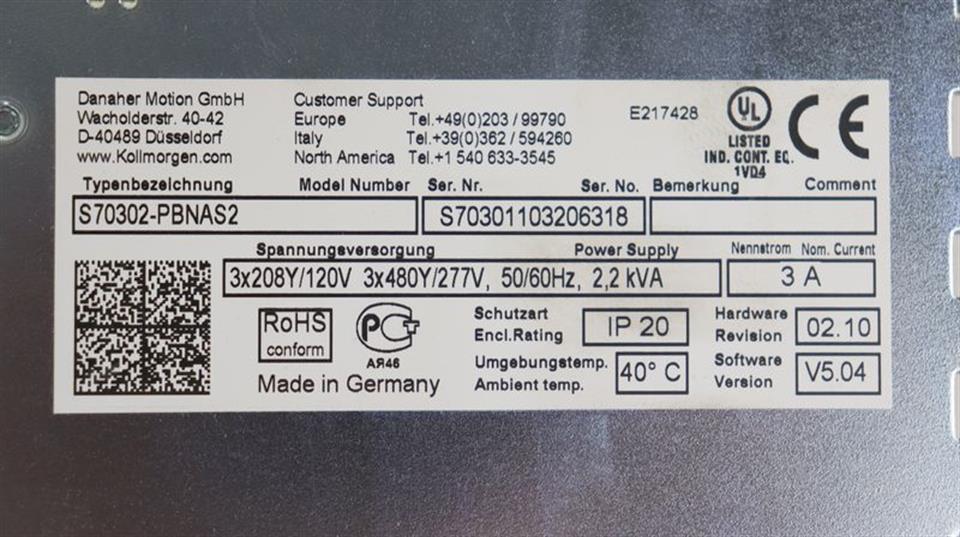 Danaher Motion GmbH
Wacholderstr. 40-42
D-40489 Düsseldorf
www.Kollmorgen.com
Customer Support
Europe Tel.+49(0)203 / 99790
Italy Tel.+39(0)362 / 594260
North America Tel.+1 540 633-3545
E217428
UL
LISTED
IND. CONT. EQ.
1VD4
CE
Typenbezeichnung Model Number
S70302-PBNAS2
Ser. Nr. Ser. No.
S70301103206318
Bemerkung Comment
Spannungsversorgung Power Supply
3x208Y/120V 3x480Y/277V, 50/60Hz, 2,2 kVA
Nennstrom Nom. Current
3 A
RoHS
conform
PCT
АЯ46
Made in Germany
Schutzart
Encl.Rating
IP 20
Umgebungstemp.
Ambient temp.
40° C
Hardware
Revision
02.10
Software
Version
V5.04